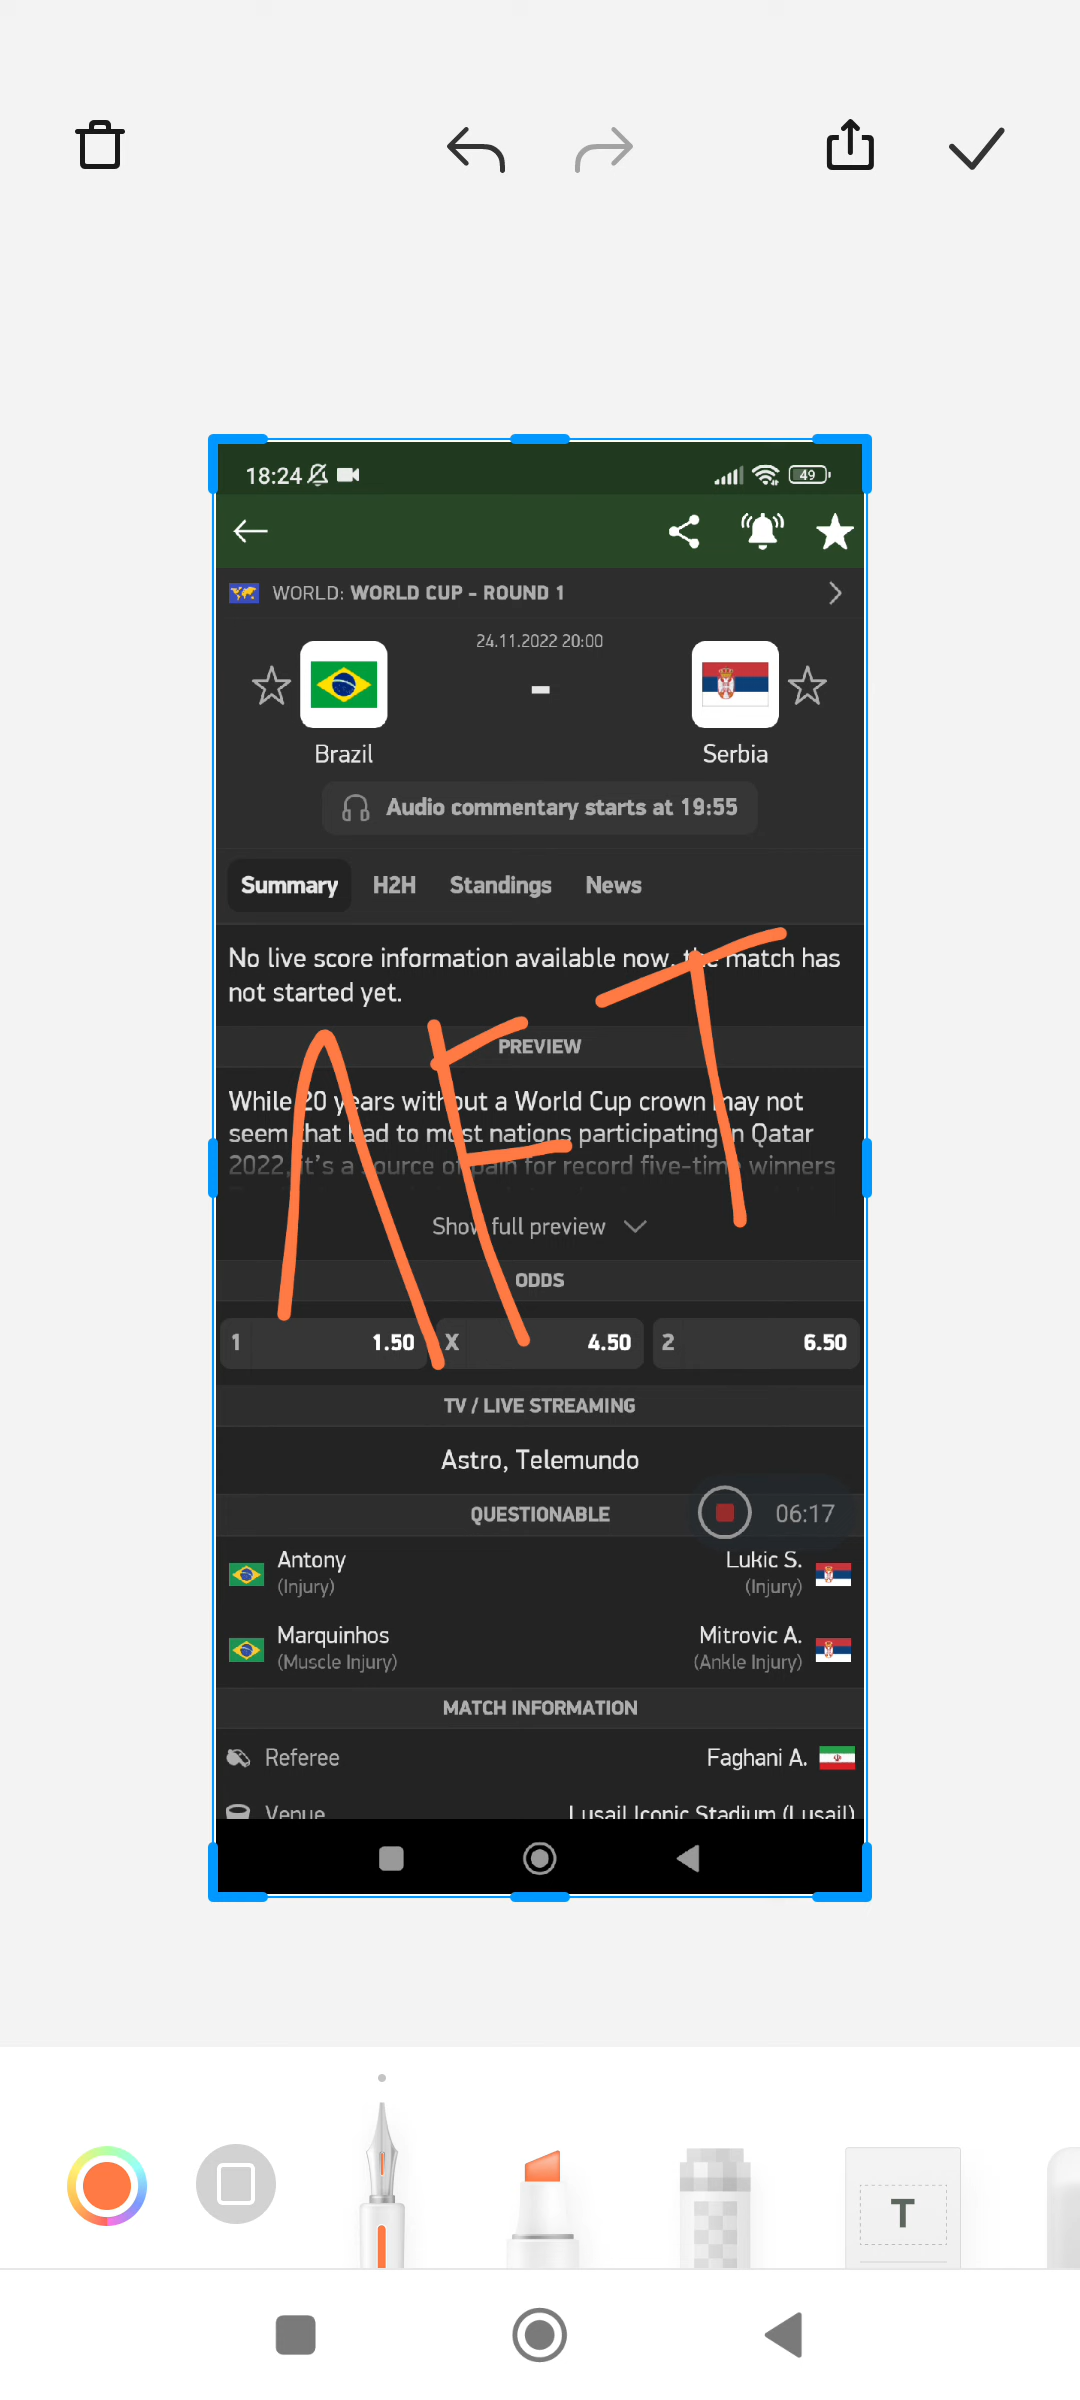 18:24
49
WORLD: WORLD CUP - ROUND 1
24.11.2022 20:00
-
Brazil
Serbia
Audio commentary starts at 19:55
Summary H2H Standings News
No live score information available now, the match has
not started yet.
PREVIEW
While 20 years without a World Cup crown may not
seem that bad to most nations participating in Qatar
2022, it's a source of pain for record five-time winners
Show full preview
ODDS
1 1.50 X 4.50 2 6.50
TV / LIVE STREAMING
Astro, Telemundo
QUESTIONABLE
06:17
Antony Lukic S.
(Injury) (Injury)
Marquinhos Mitrovic A.
(Muscle Injury) (Ankle Injury)
MATCH INFORMATION
Referee Faghani A.
Venue Lusail Iconic Stadium (Lusail)
T